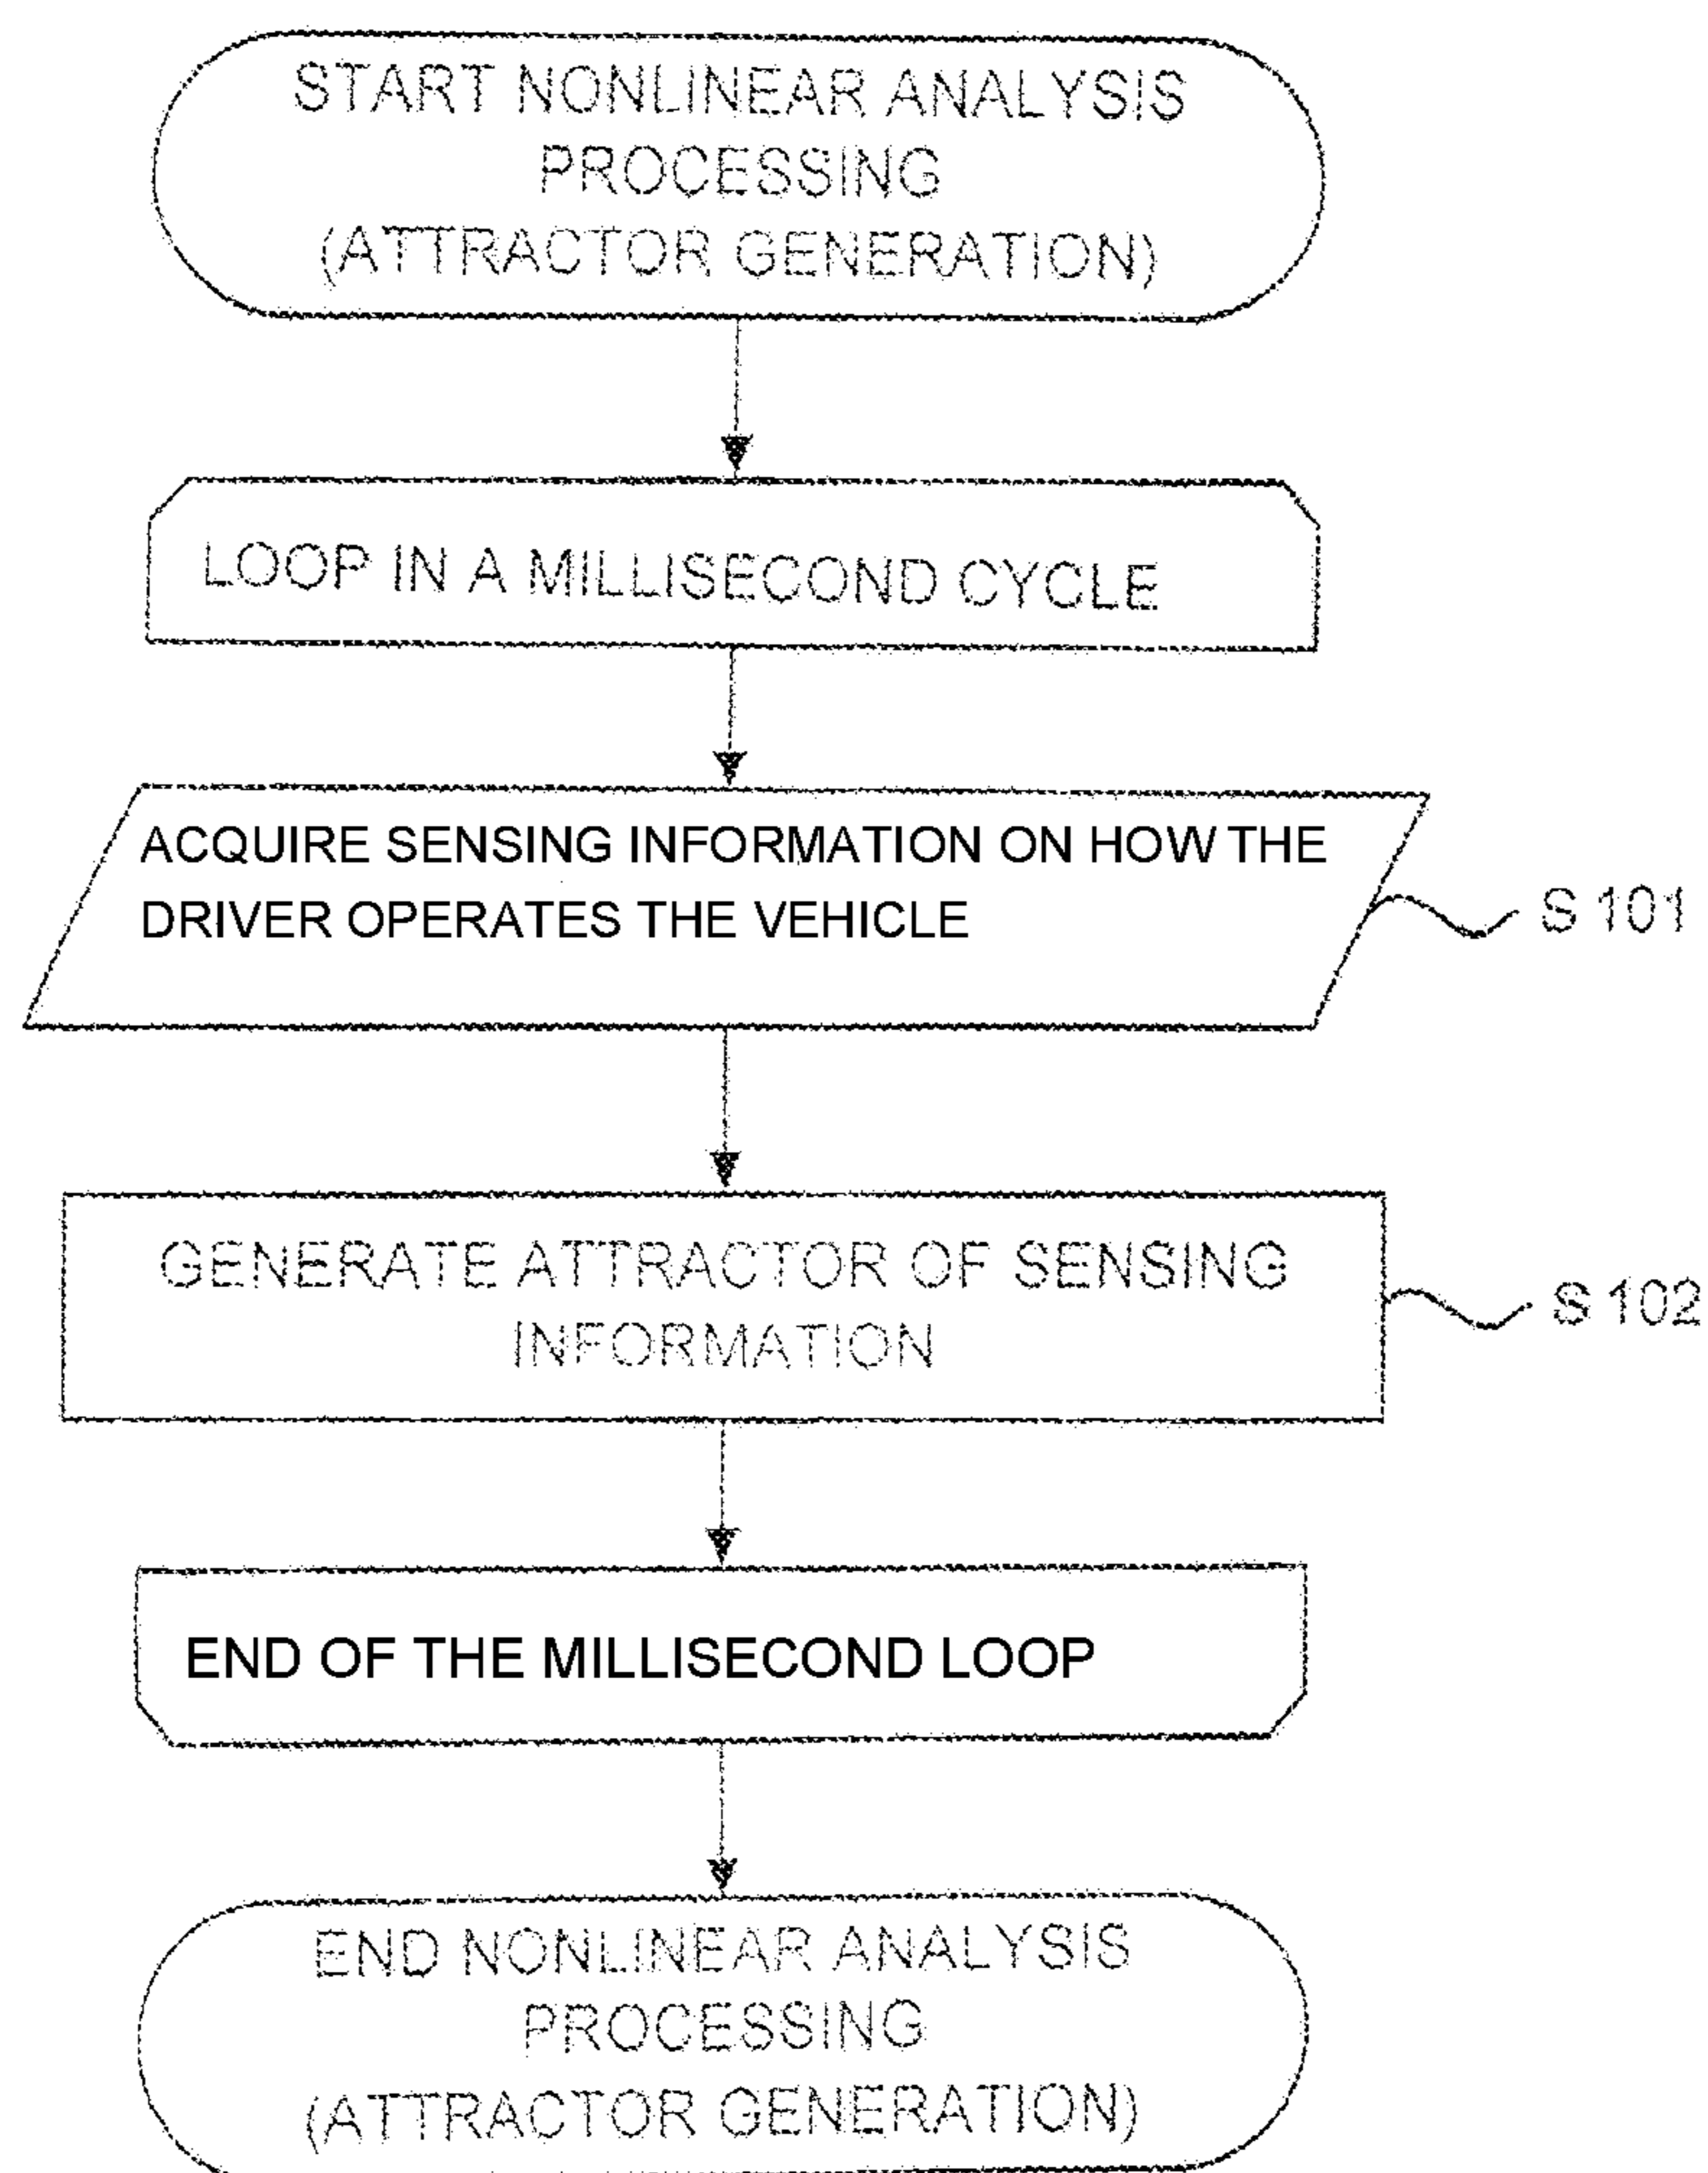 START NONLINEAR ANALYSIS
PROCESSING
(ATTRACTOR GENERATION)
LOOP IN A MILLISECOND CYCLE
ACQUIRE SENSING INFORMATION ON HOW THE
DRIVER OPERATES THE VEHICLE
S 101
GENERATE ATTRACTOR OF SENSING
INFORMATION
S 102
END OF THE MILLISECOND LOOP
END NONLINEAR ANALYSIS
PROCESSING
(ATTRACTOR GENERATION)